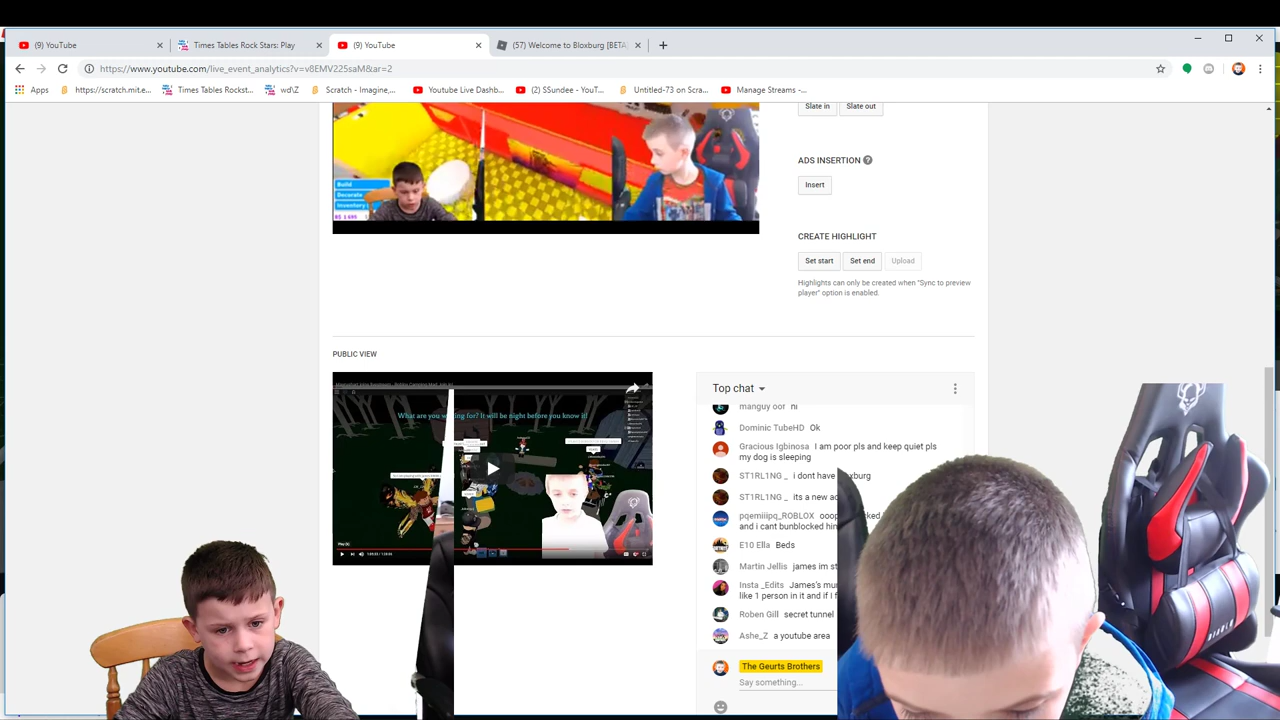 (9) YouTube
Times Tables Rock Stars: Play
(9) YouTube
(57) Welcome to Bloxburg [BETA]
https://www.youtube.com/live_event_analytics?v=v8EMV225saM&ar=2
Apps
https://scratch.mit.e
Times Tables Rockst...
wd\Z
Scratch - Imagine,...
Youtube Live Dashb...
(2) SSundee - YouT...
Untitled-73 on Scra...
Manage Streams -...
Slate in
Slate out
ADS INSERTION
Insert
Build
Decorate
Inventory
CREATE HIGHLIGHT
Set start
Set end
Upload
Highlights can only be created when "Sync to preview
player" option is enabled.
PUBLIC VIEW
What are you w
ing for? It will be night before you know it!
Top chat
manguy oof hi
Dominic TubeHD Ok
Gracious Igbinosa I am poor pls and keep quiet pls
my dog is sleeping
ST1RL1NG _ i dont have
oxburg
ST1RL1NG _ its a new ac
pqemiiipq_ROBLOX
and i cant bunblocked him
E10 Ella Beds
Martin Jellis james im st
Insta _Edits James's mu
like 1 person in it and if I f
Roben Gill secret tunnel
Ashe_Z a youtube area
The Geurts Brothers
Say something...
DIABLO